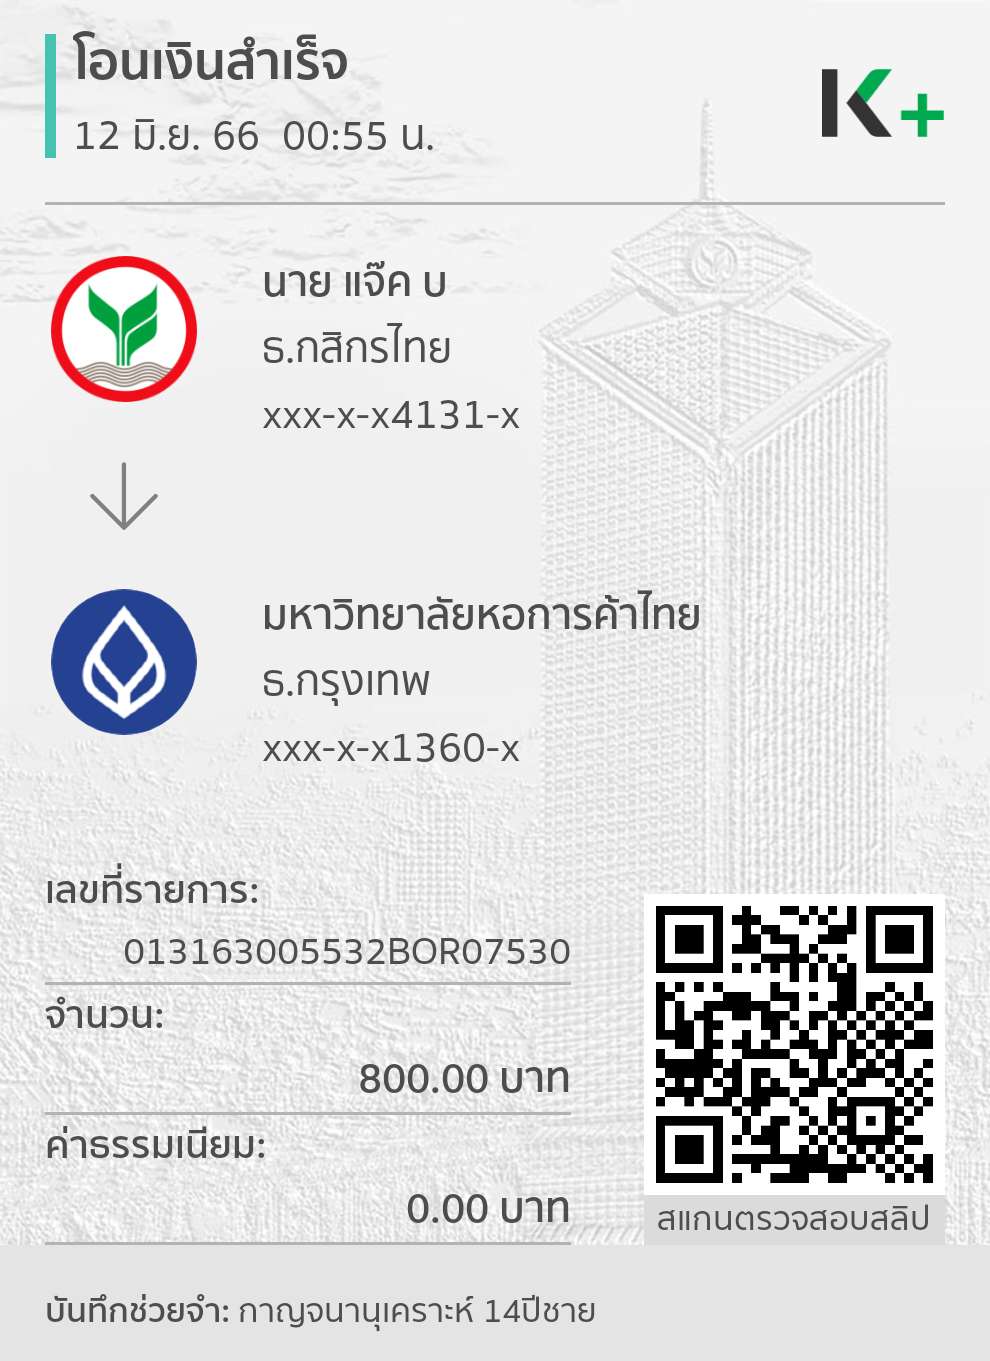 โอนเงินสำเร็จ
12 มิ.ย. 66  00:55 น.
K+
นาย แจ๊ค บ
ธ.กสิกรไทย
xxx-x-x4131-x
มหาวิทยาลัยหอการค้าไทย
ธ.กรุงเทพ
xxx-x-x1360-x
เลขที่รายการ:
013163005532BOR07530
จำนวน:
800.00 บาท
ค่าธรรมเนียม:
0.00 บาท
สแกนตรวจสอบสลิป
บันทึกช่วยจำ: กาญจนานุเคราะห์ 14ปีชาย